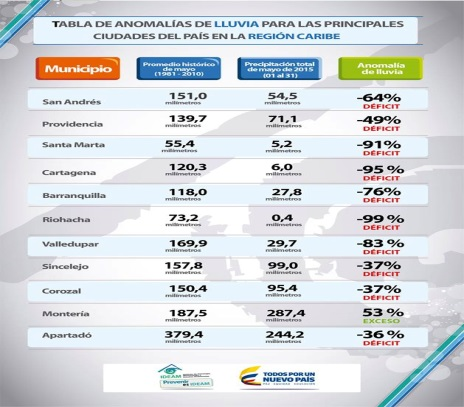 TABLA DE ANOMALÍAS DE LLUVIA PARA LAS PRINCIPALES
CIUDADES DEL PAÍS EN LA REGIÓN CARIBE
Municipio
Promedio histórico
de mayo
(1981 - 2010)
Precipitación total
de mayo de 2015
(01 al 31)
Anomalía
de lluvia
San Andrés 151,0 milímetros 54,5 milímetros -64% DÉFICIT
Providencia 139,7 milímetros 71,1 milímetros -49% DÉFICIT
Santa Marta 55,4 milímetros 5,2 milímetros -91% DÉFICIT
Cartagena 120,3 milímetros 6,0 milímetros -95 % DÉFICIT
Barranquilla 118,0 milímetros 27,8 milímetros -76% DÉFICIT
Riohacha 73,2 milímetros 0,4 milímetros -99 % DÉFICIT
Valledupar 169,9 milímetros 29,7 milímetros -83 % DÉFICIT
Sincelejo 157,8 milímetros 99,0 milímetros -37% DÉFICIT
Corozal 150,4 milímetros 95,4 milímetros -37% DÉFICIT
Montería 187,5 milímetros 287,4 milímetros 53 % EXCESO
Apartadó 379,4 milímetros 244,2 milímetros -36 % DÉFICIT
IDEAM
Prevenir
es IDEAM
TODOS POR UN
NUEVO PAÍS
PAZ EQUIDAD EDUCACIÓN